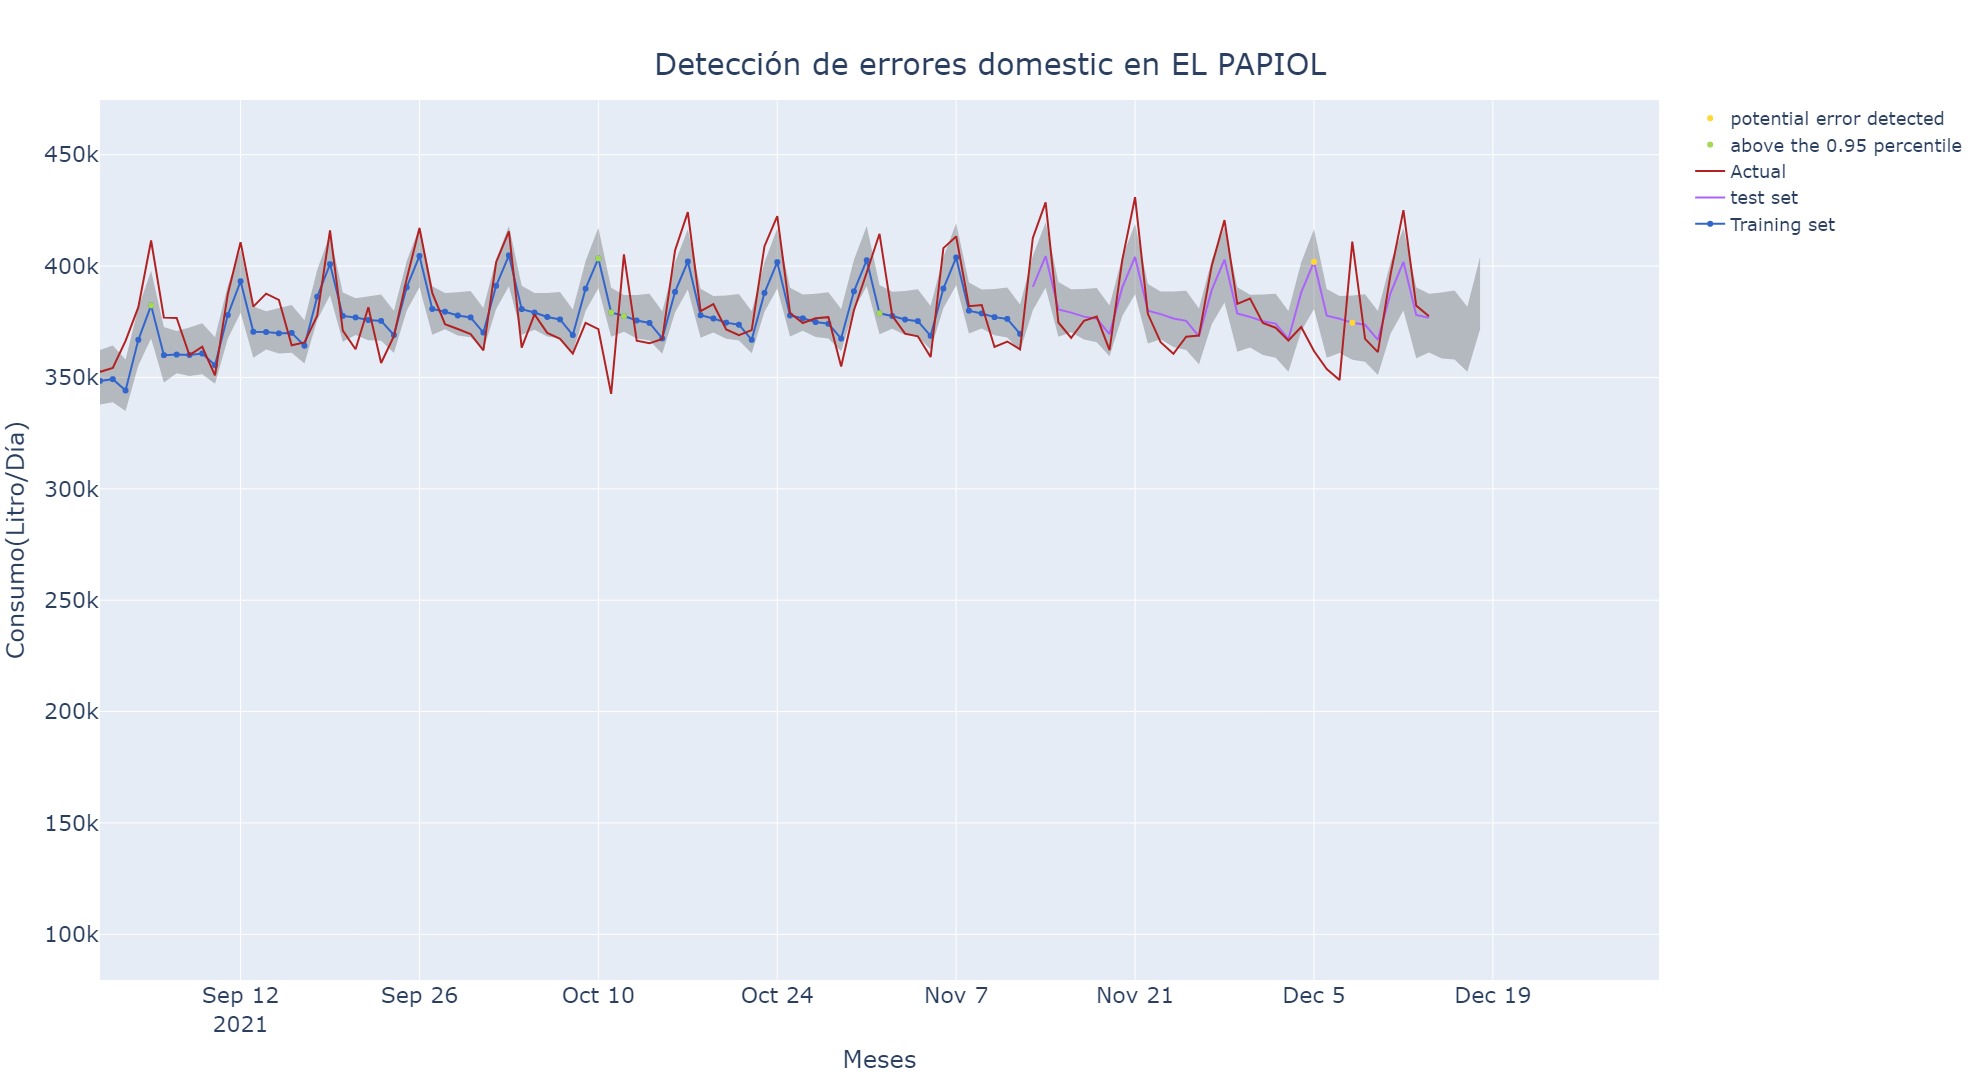 Detección de errores domestic en EL PAPIOL
potential error detected
above the 0.95 percentile
Actual
test set
Training set
Consumo(Litro/Día)
450k
400k
350k
300k
250k
200k
150k
100k
Sep 12
2021
Sep 26
Oct 10
Oct 24
Nov 7
Nov 21
Dec 5
Dec 19
Meses